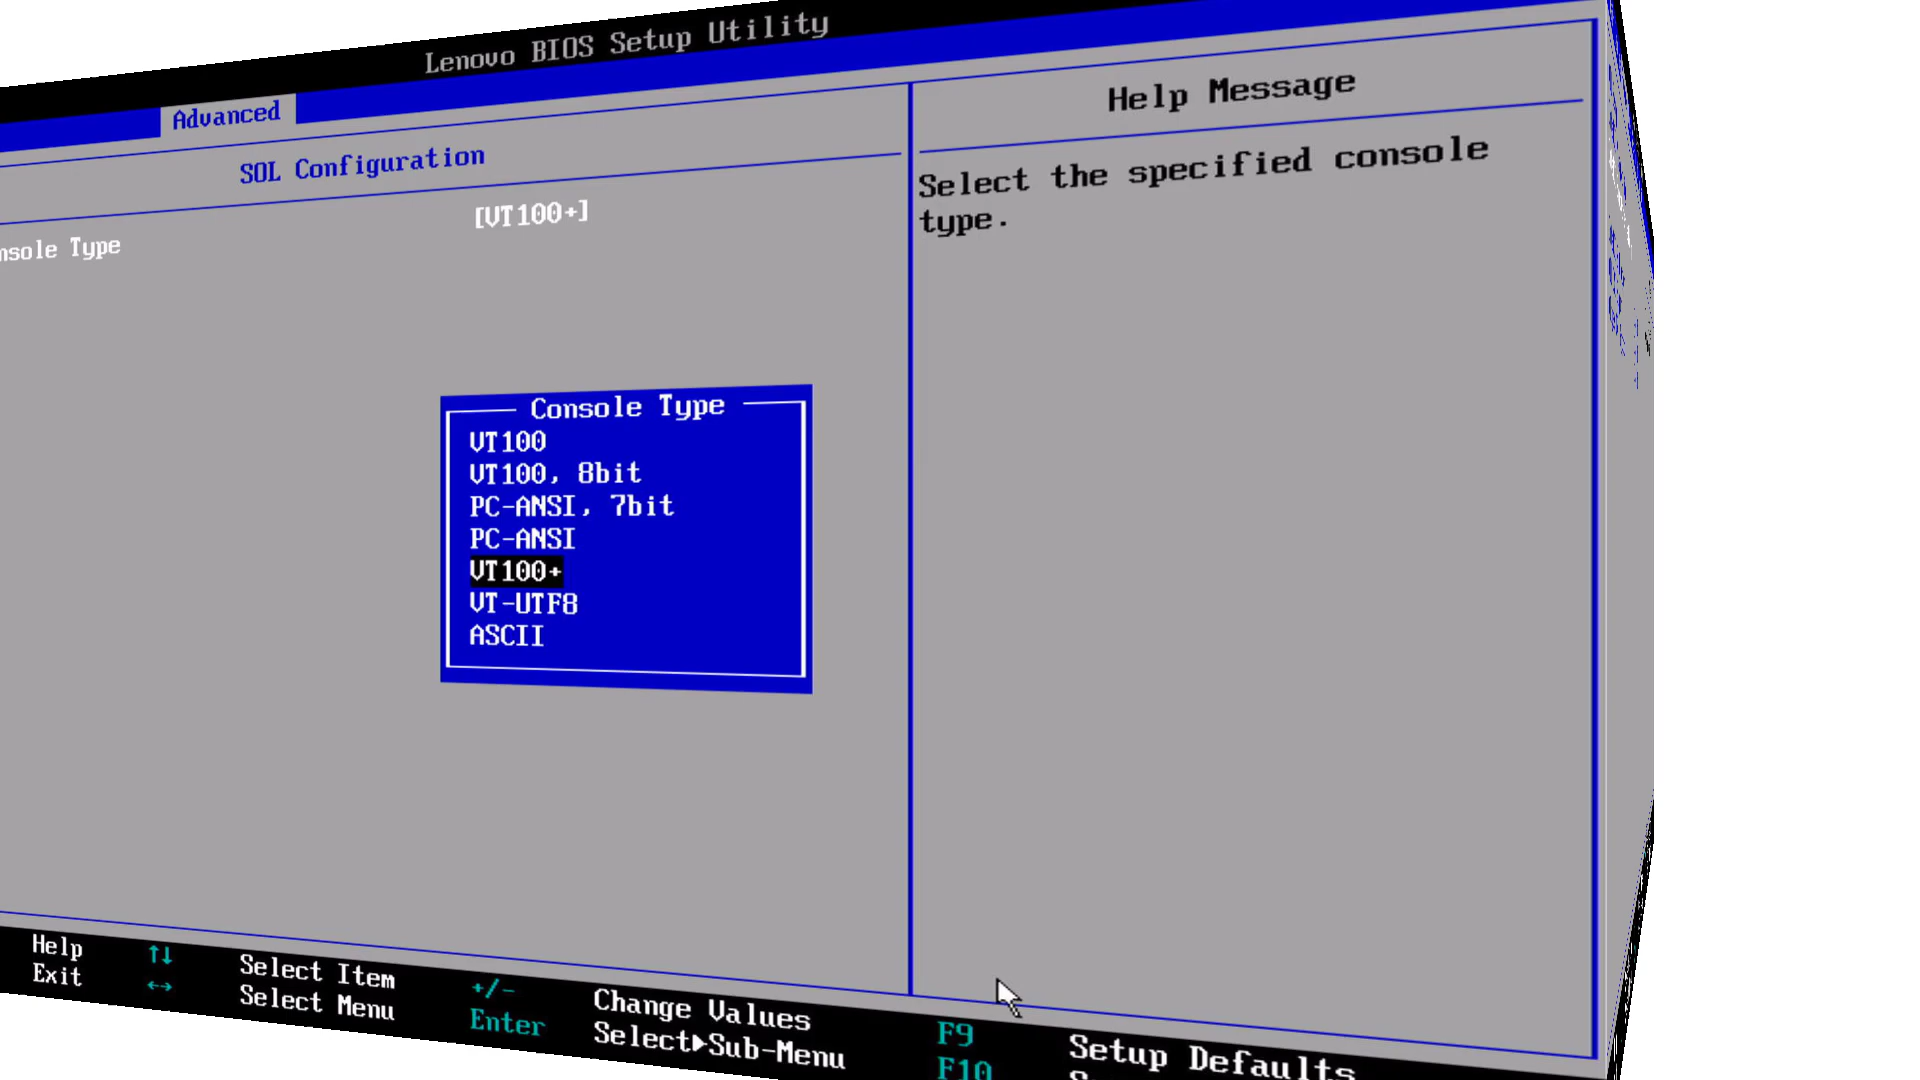 Lenovo BIOS Setup Utility
Advanced
SOL Configuration
Help Message
Console Type
[VT100+]
Select the specified console
type.
Console Type
VT100
VT100, 8bit
PC-ANSI, 7bit
PC-ANSI
VT100+
VT-UTF8
ASCII
Help ↑↓ Select Item +/- Change Values F9 Setup Defaults
Exit ↔ Select Menu Enter Select▶Sub-Menu F10